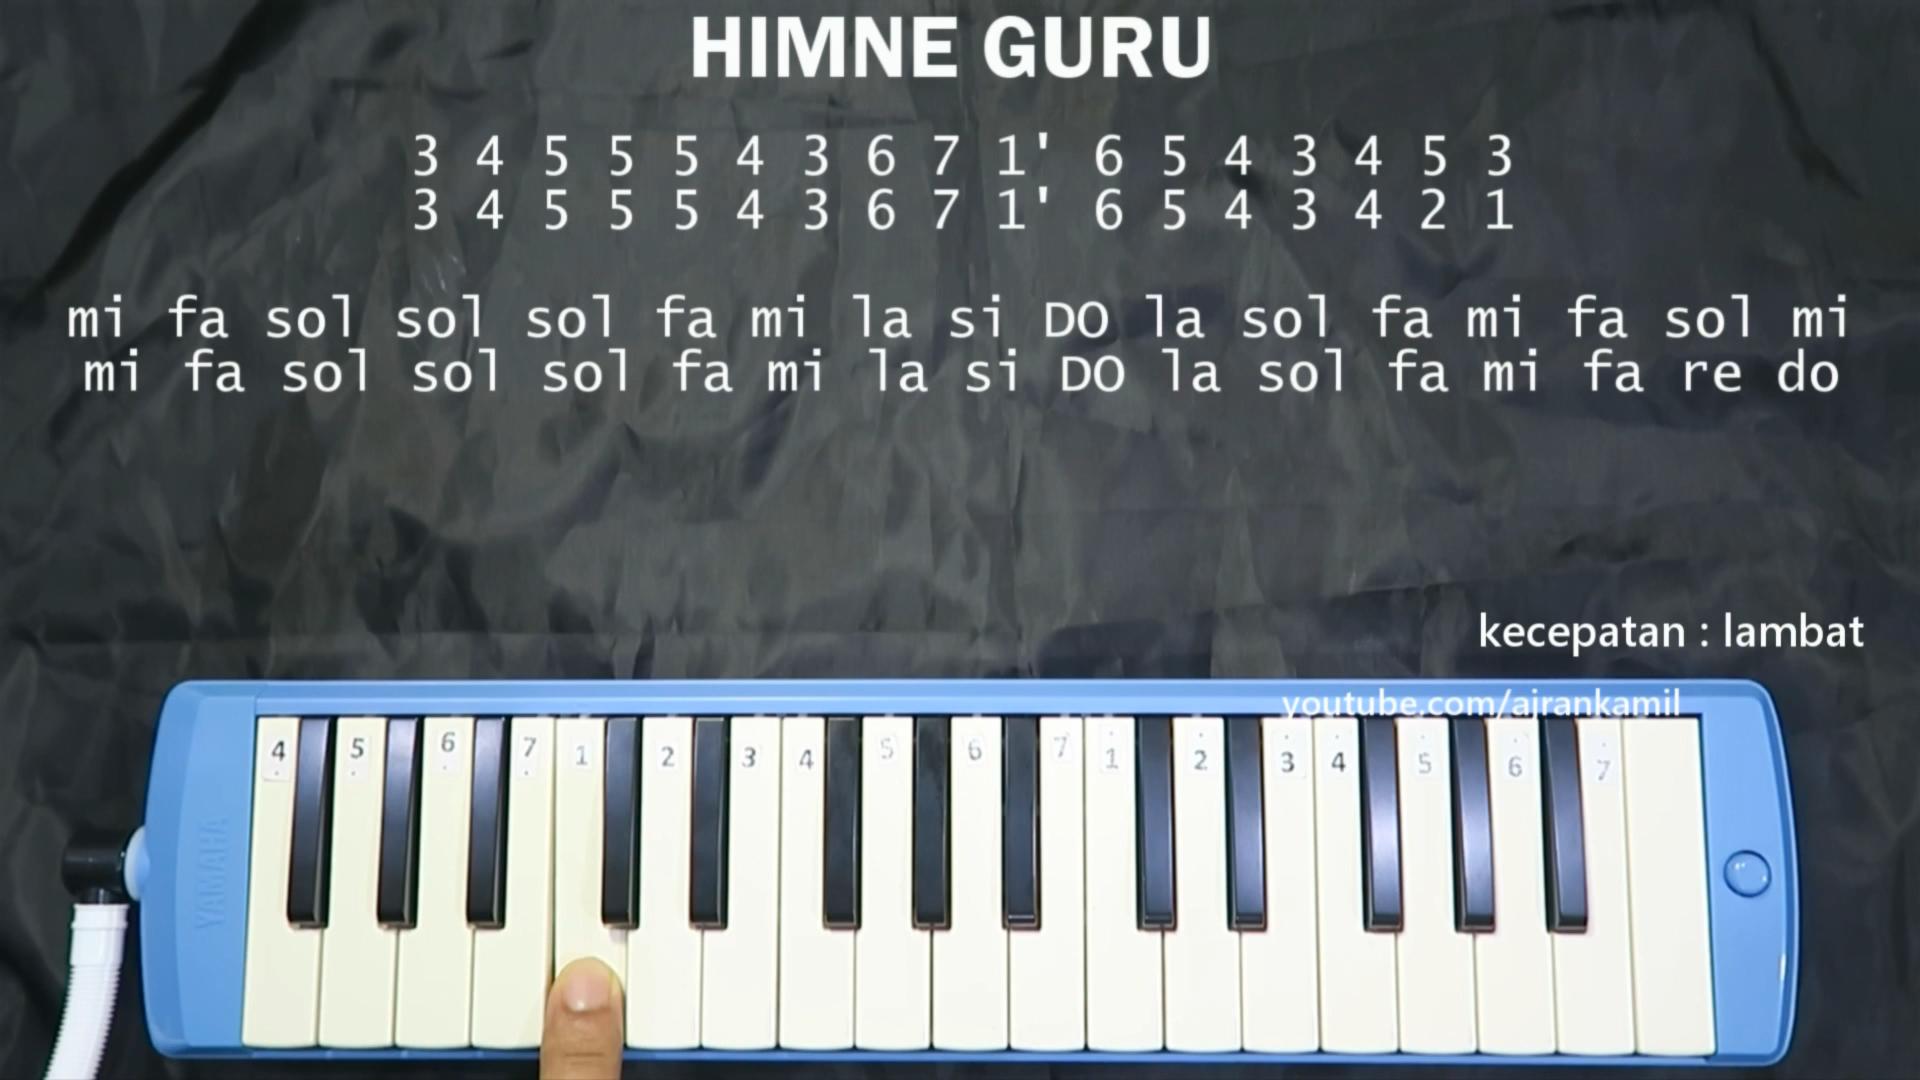 HIMNE GURU
3 4 5 5 5 4 3 6 7 1' 6 5 4 3 4 5 3
3 4 5 5 5 4 3 6 7 1' 6 5 4 3 4 2 1
mi fa sol sol sol fa mi la si DO la sol fa mi fa sol mi
mi fa sol sol sol fa mi la si DO la sol fa mi fa re do
kecepatan : lambat
youtube.com/ajrankamil
4 5 6 7 1 2 3 4 5 6 7 1 2 3 4 5 6 7
YAMAHA